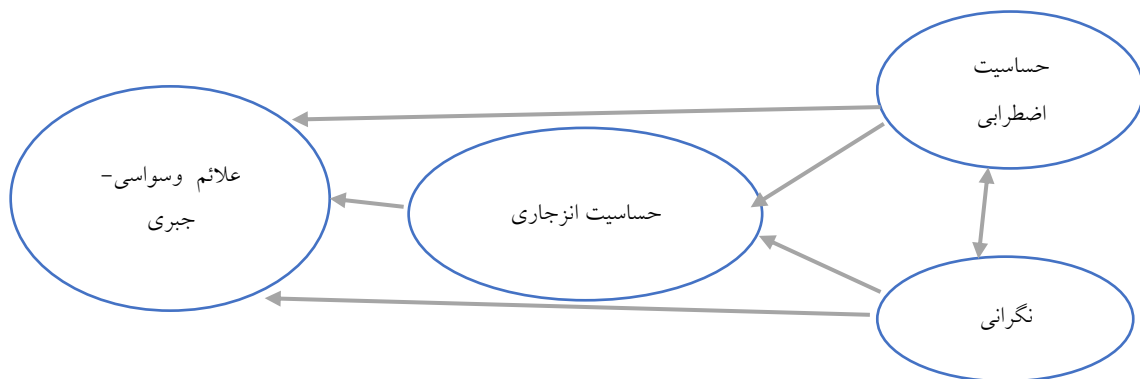 حساسیت
اضطرابی
علائم وسواسی-
جبری
حساسیت انزجاری
نگرانی